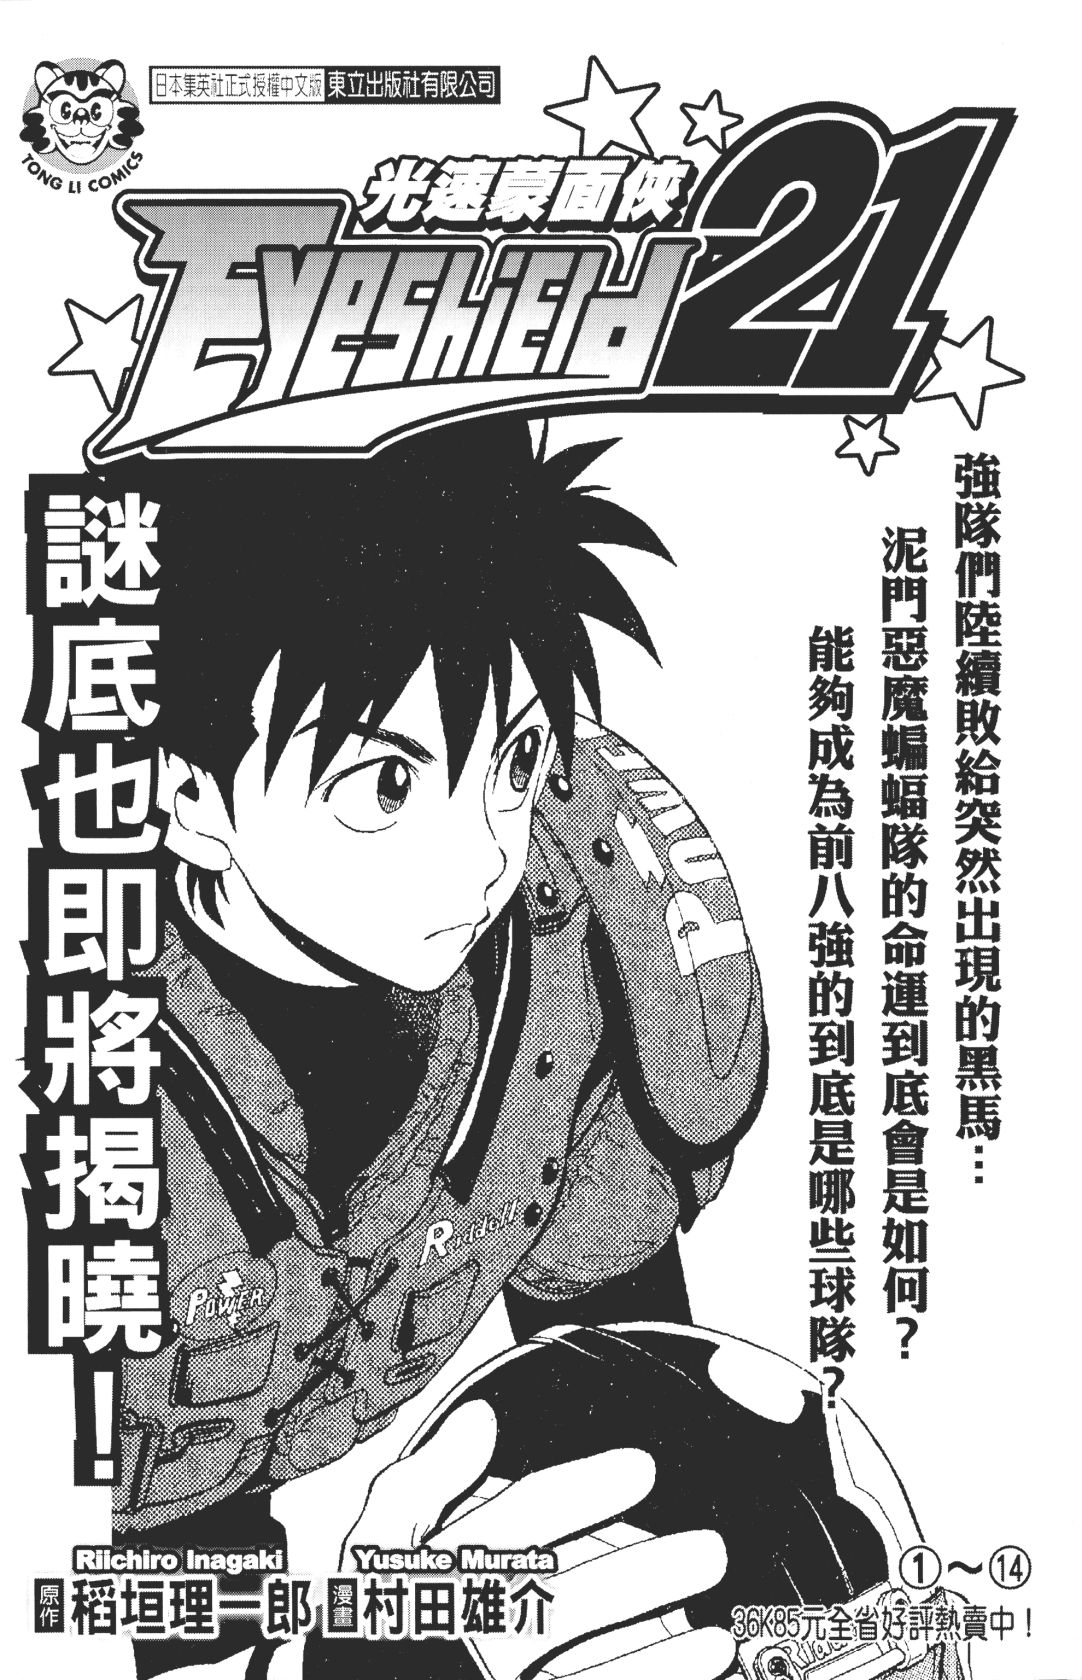 TONG LI COMICS
日本集英社正式授權中文版 東立出版社有限公司
光速蒙面俠
EyeshiEld 21
強隊們陸續敗給突然出現的黑馬…
泥門惡魔蝙蝠隊的命運到底會是如何?
能夠成為前八強的到底是哪些球隊?
謎底也即將揭曉!
POWER
Riddell
POWER
Riichiro Inagaki
原作 稻垣理一郎
Yusuke Murata
漫畫 村田雄介
①~⑭
36K85元全省好評熱賣中!